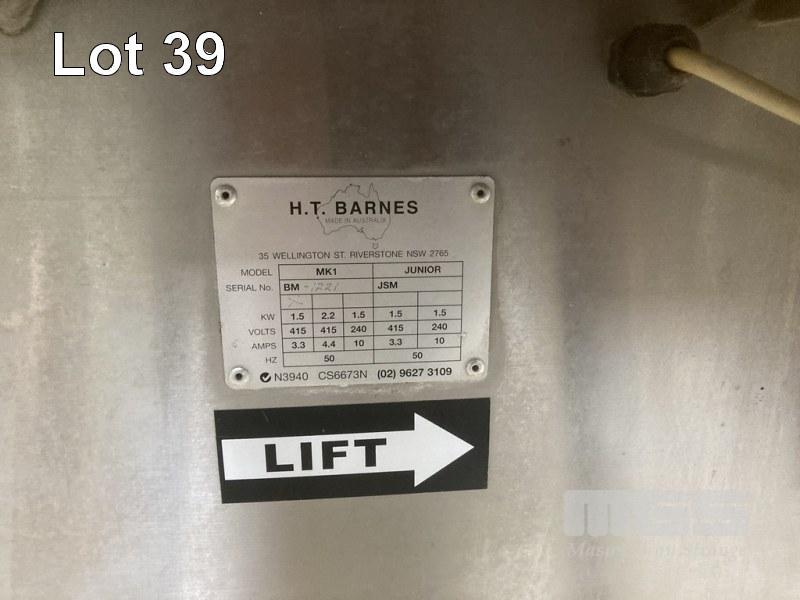 Lot 39
H.T. BARNES
MADE IN AUSTRALIA
35 WELLINGTON ST. RIVERSTONE NSW 2765
MODEL MK1 JUNIOR
SERIAL No. BM -1221 JSM
KW 1.5 2.2 1.5 1.5 1.5
VOLTS 415 415 240 415 240
AMPS 3.3 4.4 10 3.3 10
HZ 50 50
N3940 CS6673N (02) 9627 3109
LIFT
MGS